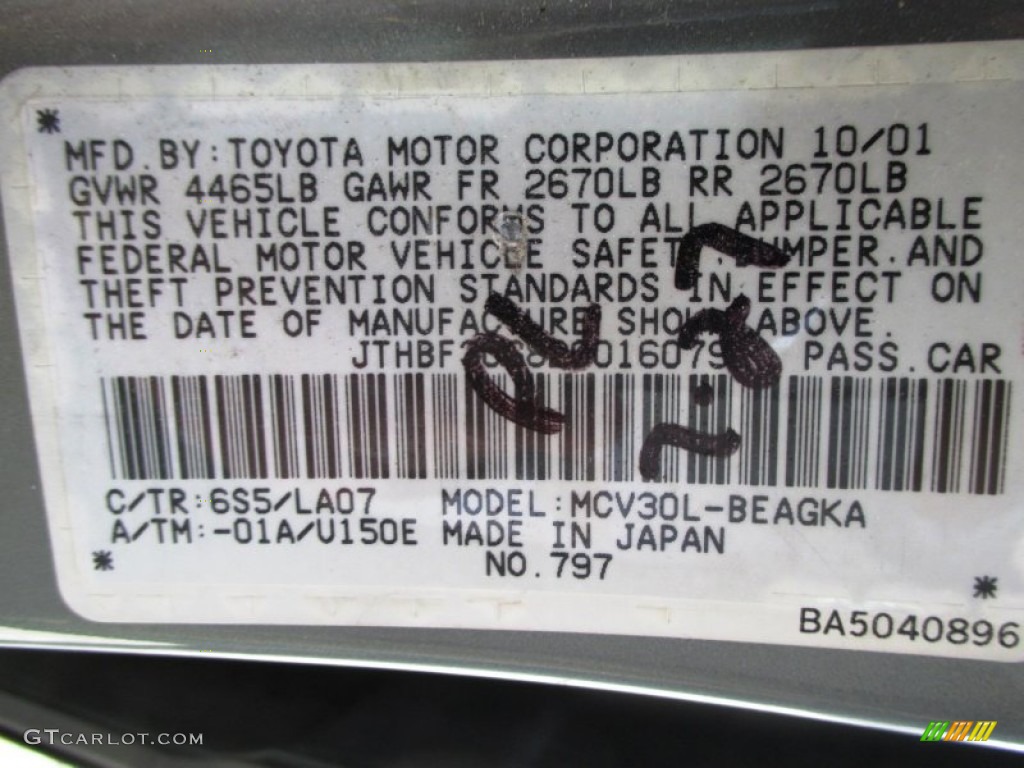 MFD.BY:TOYOTA MOTOR CORPORATION 10/01
GVWR 4465LB GAWR FR 2670LB RR 2670LB
THIS VEHICLE CONFORMS TO ALL APPLICABLE
FEDERAL MOTOR VEHICLE SAFETY, BUMPER, AND
THEFT PREVENTION STANDARDS IN EFFECT ON
THE DATE OF MANUFACTURE SHOWN ABOVE.
PASS.CAR
C/TR:6S5/LA07 MODEL:MCV30L-BEAGKA
A/TM:-01A/U150E MADE IN JAPAN
NO.797
BA5040896
GTCARLOT.COM